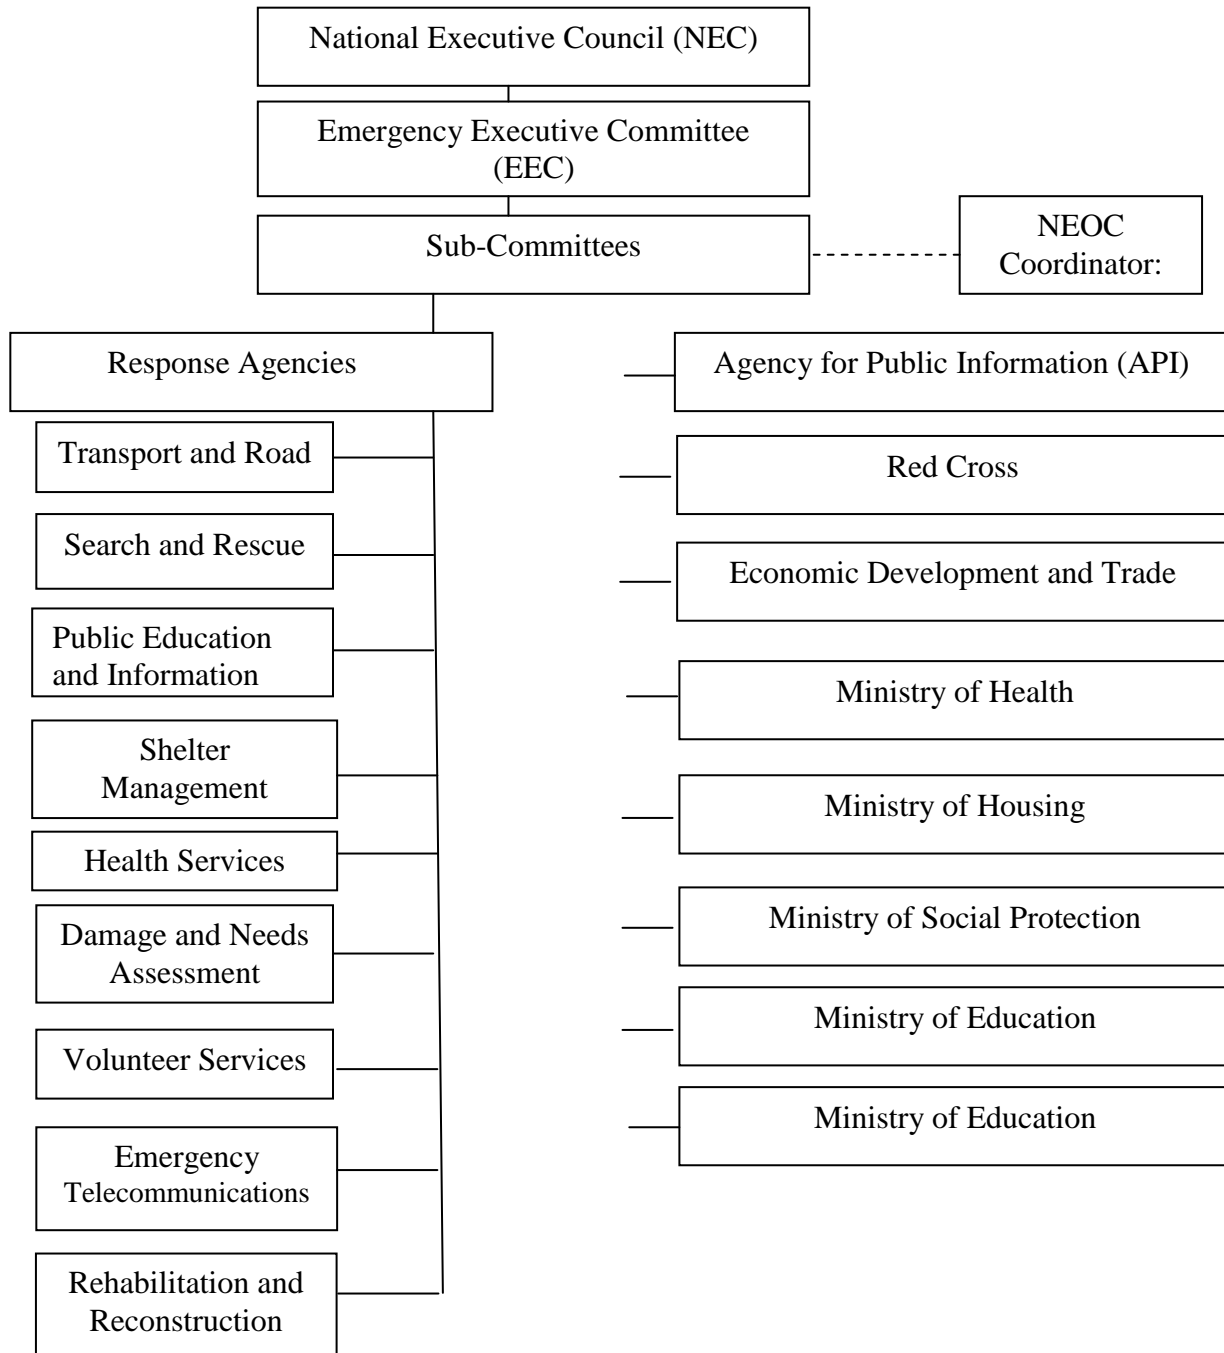 National Executive Council (NEC)
Emergency Executive Committee
(EEC)
Sub-Committees
NEOC
Coordinator:
Response Agencies
Transport and Road
Search and Rescue
Public Education
and Information
Shelter
Management
Health Services
Damage and Needs
Assessment
Volunteer Services
Emergency
Telecommunications
Rehabilitation and
Reconstruction
Agency for Public Information (API)
Red Cross
Economic Development and Trade
Ministry of Health
Ministry of Housing
Ministry of Social Protection
Ministry of Education
Ministry of Education